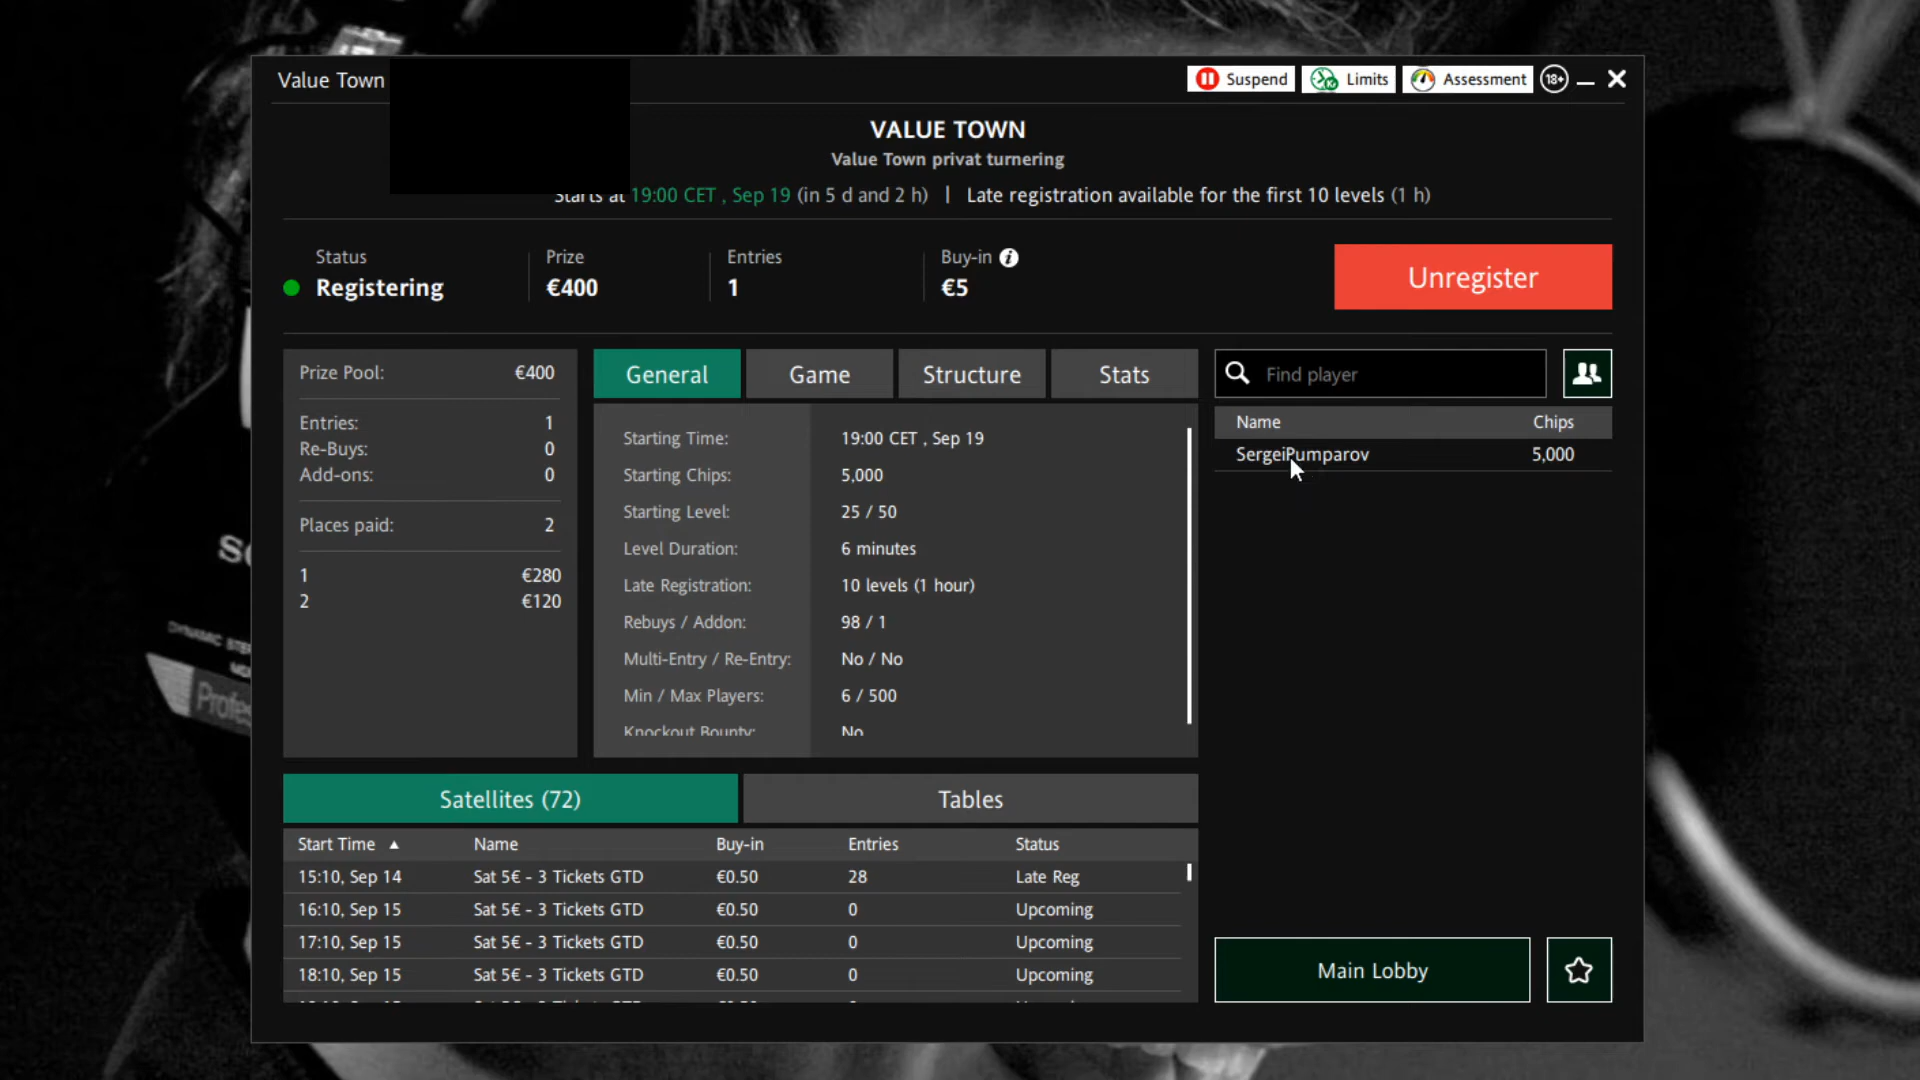 Value Town
Suspend
Limits
Assessment
18+
VALUE TOWN
Value Town privat turnering
Starts at 19:00 CET , Sep 19 (in 5 d and 2 h) | Late registration available for the first 10 levels (1 h)
Status
Registering
Prize
€400
Entries
1
Buy-in
€5
Unregister
Prize Pool: €400
Entries: 1
Re-Buys: 0
Add-ons: 0
Places paid: 2
1 €280
2 €120
General
Game
Structure
Stats
Starting Time: 19:00 CET , Sep 19
Starting Chips: 5,000
Starting Level: 25 / 50
Level Duration: 6 minutes
Late Registration: 10 levels (1 hour)
Rebuys / Addon: 98 / 1
Multi-Entry / Re-Entry: No / No
Min / Max Players: 6 / 500
Knockout Bounty: No
Find player
Name Chips
SergeiPumparov 5,000
Satellites (72)
Tables
Start Time ▲ Name Buy-in Entries Status
15:10, Sep 14 Sat 5€ - 3 Tickets GTD €0.50 28 Late Reg
16:10, Sep 15 Sat 5€ - 3 Tickets GTD €0.50 0 Upcoming
17:10, Sep 15 Sat 5€ - 3 Tickets GTD €0.50 0 Upcoming
18:10, Sep 15 Sat 5€ - 3 Tickets GTD €0.50 0 Upcoming
Main Lobby